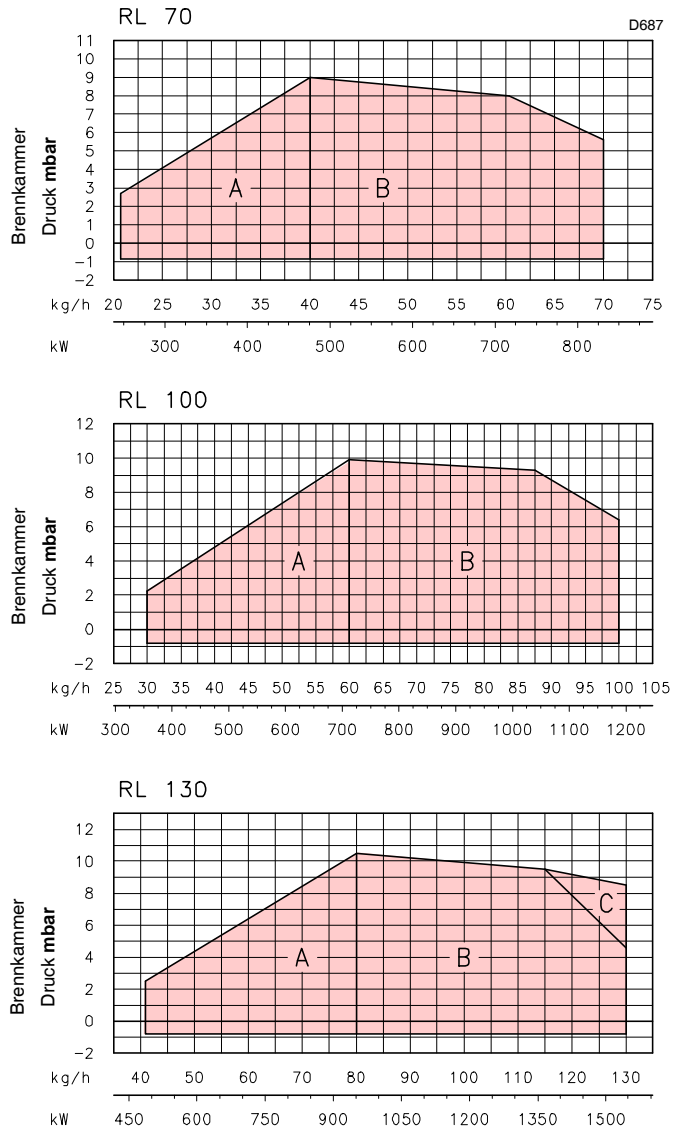 RL 70
D687
11
10
9
8
7
6
5
4
3
2
1
0
−1
−2
Brennkammer
Druck mbar
A
B
kg/h 20 25 30 35 40 45 50 55 60 65 70 75
kW 300 400 500 600 700 800
RL 100
12
10
8
6
4
2
0
−2
Brennkammer
Druck mbar
A
B
kg/h 25 30 35 40 45 50 55 60 65 70 75 80 85 90 95 100 105
kW 300 400 500 600 700 800 900 1000 1100 1200
RL 130
12
10
8
6
4
2
0
−2
Brennkammer
Druck mbar
A
B
C
kg/h 40 50 60 70 80 90 100 110 120 130
kW 450 600 750 900 1050 1200 1350 1500